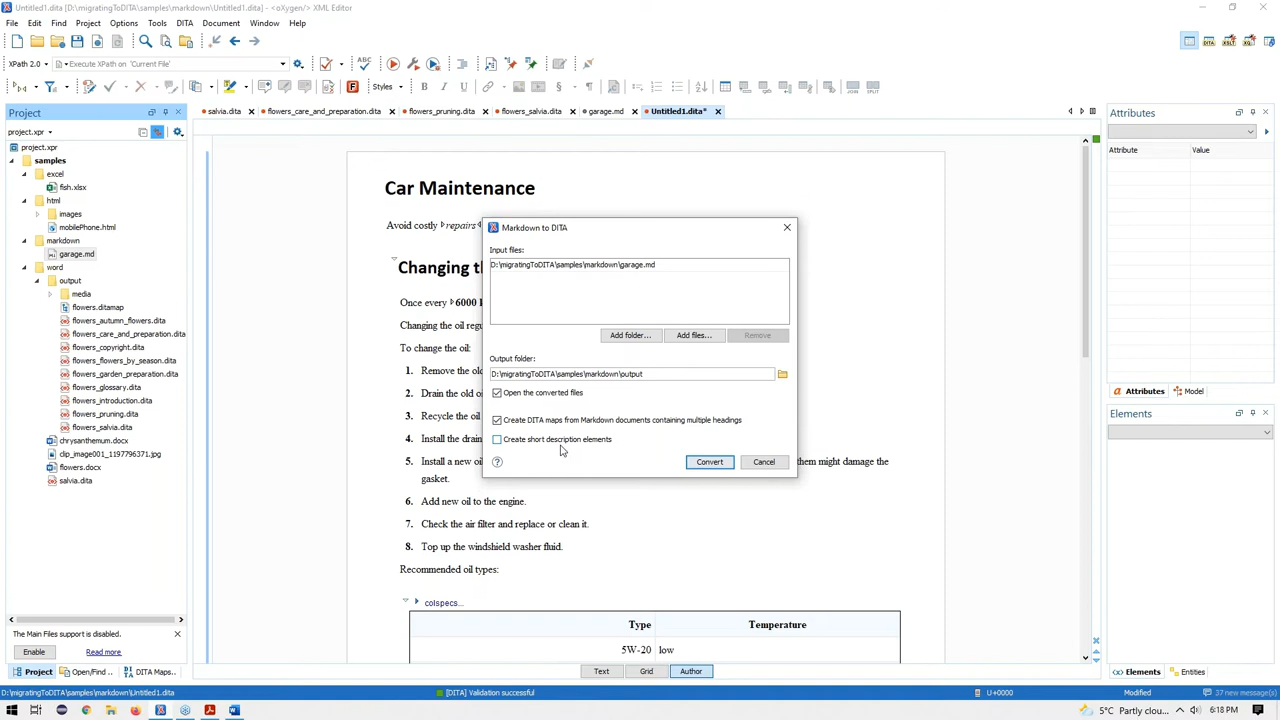 Untitled1.dita [D:\migratingToDITA\samples\markdown\Untitled1.dita] - <oXygen/> XML Editor
File Edit Find Project Options Tools DITA Document Window Help
XPath 2.0 Execute XPath on 'Current File'
Styles B I U
Project
project.xpr
project.xpr
samples
excel
fish.xlsx
html
images
mobilePhone.html
markdown
garage.md
word
output
media
flowers.ditamap
flowers_autumn_flowers.dita
flowers_care_and_preparation.dita
flowers_copyright.dita
flowers_flowers_by_season.dita
flowers_garden_preparation.dita
flowers_glossary.dita
flowers_introduction.dita
flowers_pruning.dita
flowers_salvia.dita
chrysanthemum.docx
clip_image001_1197796371.jpg
flowers.docx
salvia.dita
The Main Files support is disabled.
Enable Read more
Project Open/Find... DITA Maps...
salvia.dita flowers_care_and_preparation.dita flowers_pruning.dita flowers_salvia.dita garage.md Untitled1.dita*
Car Maintenance
Avoid costly repairs
Changing th
Once every 6000
Changing the oil regu
To change the oil:
1. Remove the old
2. Drain the old o
3. Recycle the oil
4. Install the drain
5. Install a new oil them might damage the
gasket.
6. Add new oil to the engine.
7. Check the air filter and replace or clean it.
8. Top up the windshield washer fluid.
Recommended oil types:
colspecs...
Type Temperature
5W-20 low
Text Grid Author
Markdown to DITA
Input files:
D:\migratingToDITA\samples\markdown\garage.md
Add folder... Add files... Remove
Output folder:
D:\migratingToDITA\samples\markdown\output
Open the converted files
Create DITA maps from Markdown documents containing multiple headings
Create short description elements
Convert Cancel
Attributes
Attribute Value
Attributes Model
Elements
Elements Entities
D:\migratingToDITA\samples\markdown\Untitled1.dita [DITA] Validation successful U+0000 Modified 37 new message(s)
5°C Partly clou... 6:18 PM